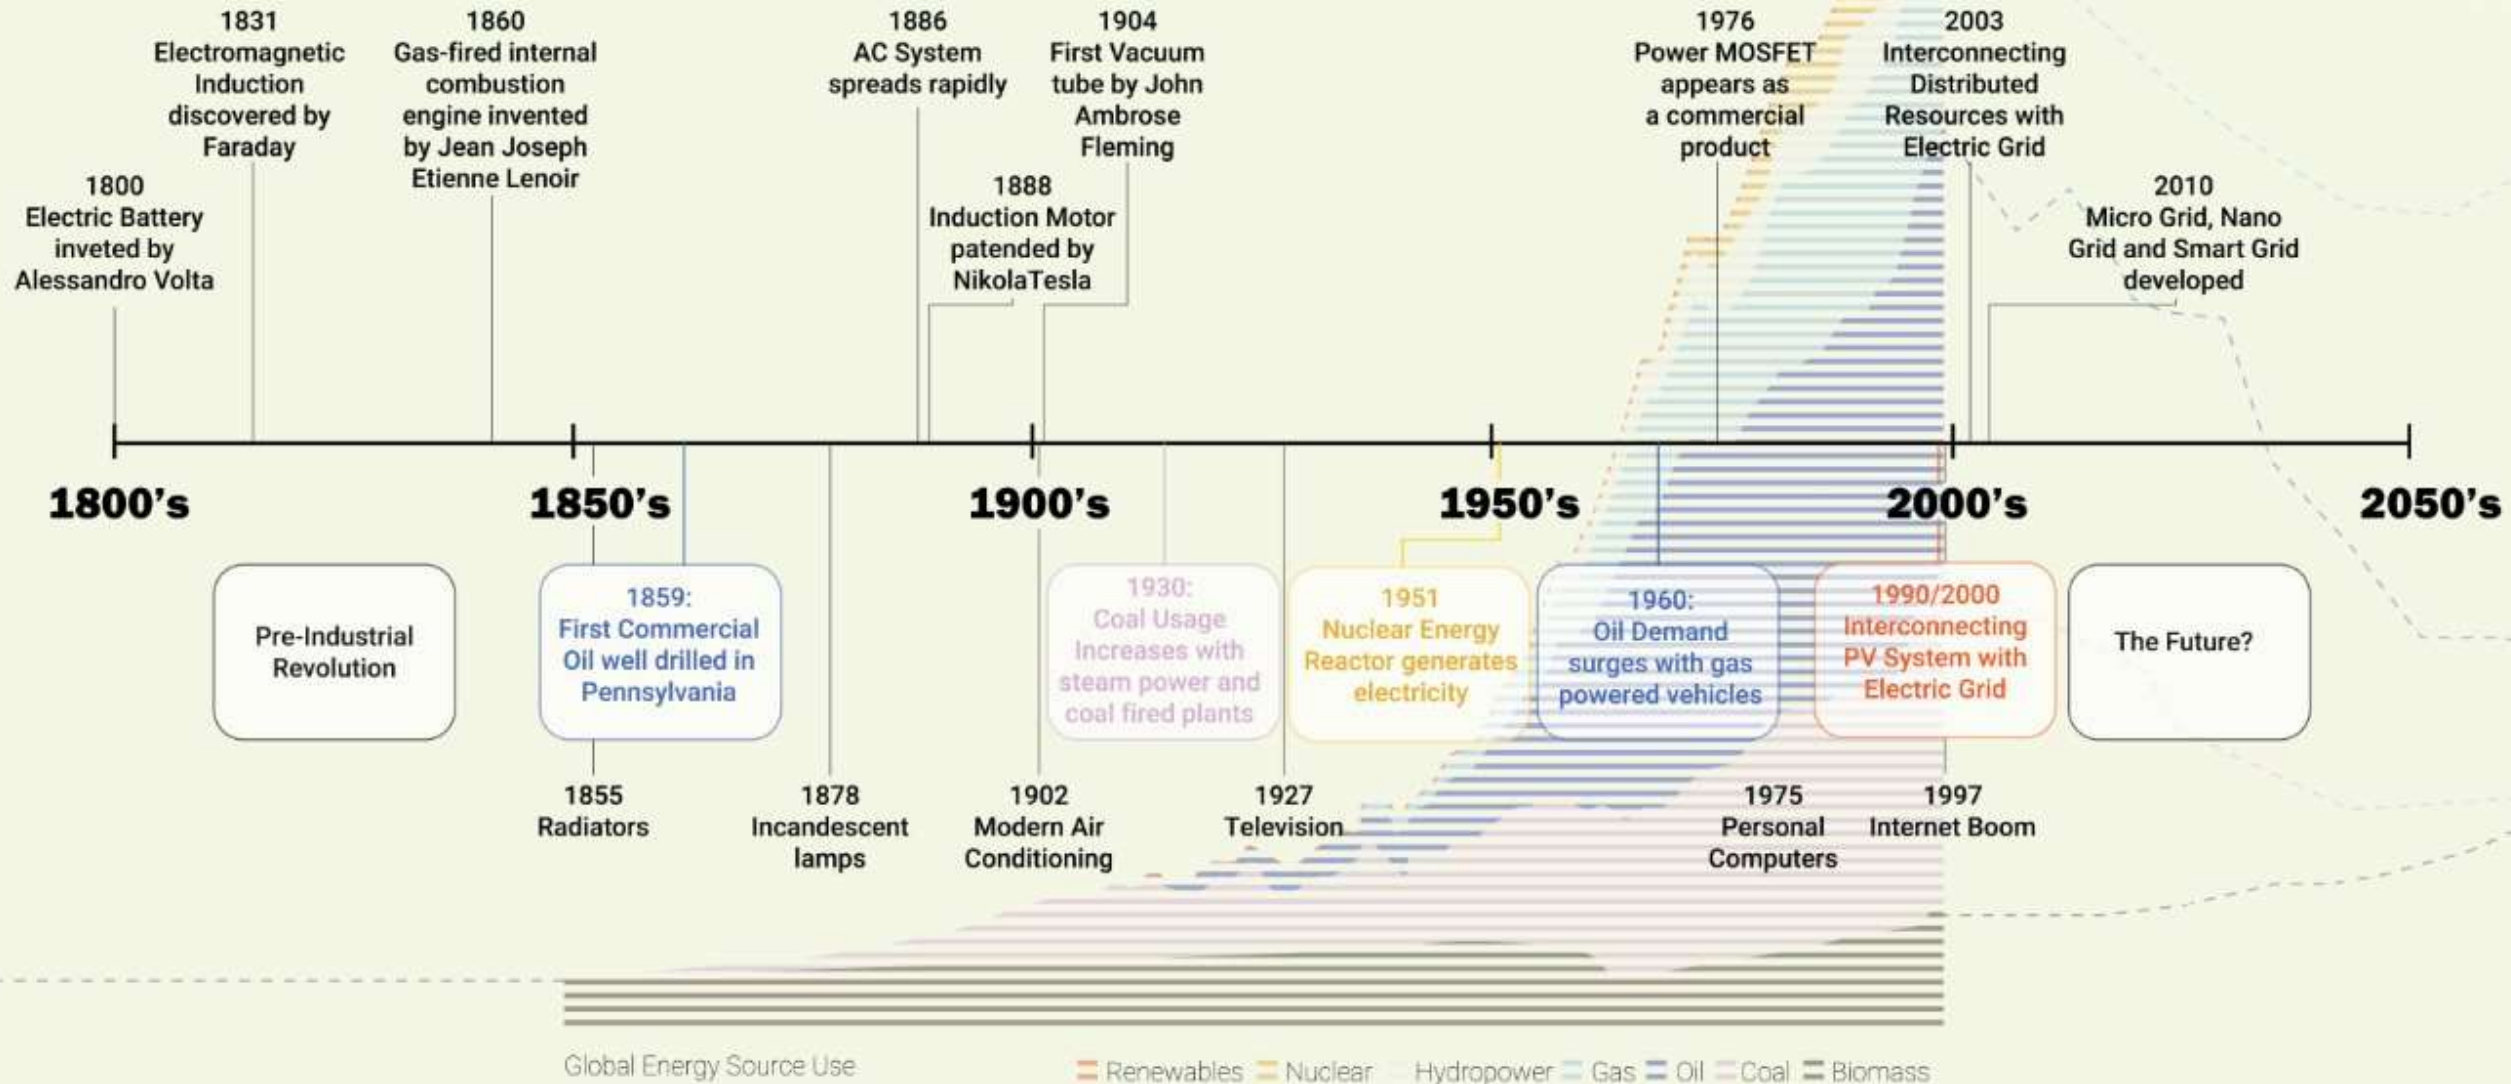 1831
Electromagnetic
Induction
discovered by
Faraday
1860
Gas-fired internal
combustion
engine invented
by Jean Joseph
Etienne Lenoir
1886
AC System
spreads rapidly
1904
First Vacuum
tube by John
Ambrose
Fleming
1976
Power MOSFET
appears as
a commercial
product
2003
Interconnecting
Distributed
Resources with
Electric Grid
1800
Electric Battery
inveted by
Alessandro Volta
1888
Induction Motor
patended by
NikolaTesla
2010
Micro Grid, Nano
Grid and Smart Grid
developed
1800's
1850's
1900's
1950's
2000's
2050's
Pre-Industrial
Revolution
1859:
First Commercial
Oil well drilled in
Pennsylvania
1930:
Coal Usage
Increases with
steam power and
coal fired plants
1951
Nuclear Energy
Reactor generates
electricity
1960:
Oil Demand
surges with gas
powered vehicles
1990/2000
Interconnecting
PV System with
Electric Grid
The Future?
1855
Radiators
1878
Incandescent
lamps
1902
Modern Air
Conditioning
1927
Television
1975
Personal
Computers
1997
Internet Boom
Global Energy Source Use
Renewables
Nuclear
Hydropower
Gas
Oil
Coal
Biomass